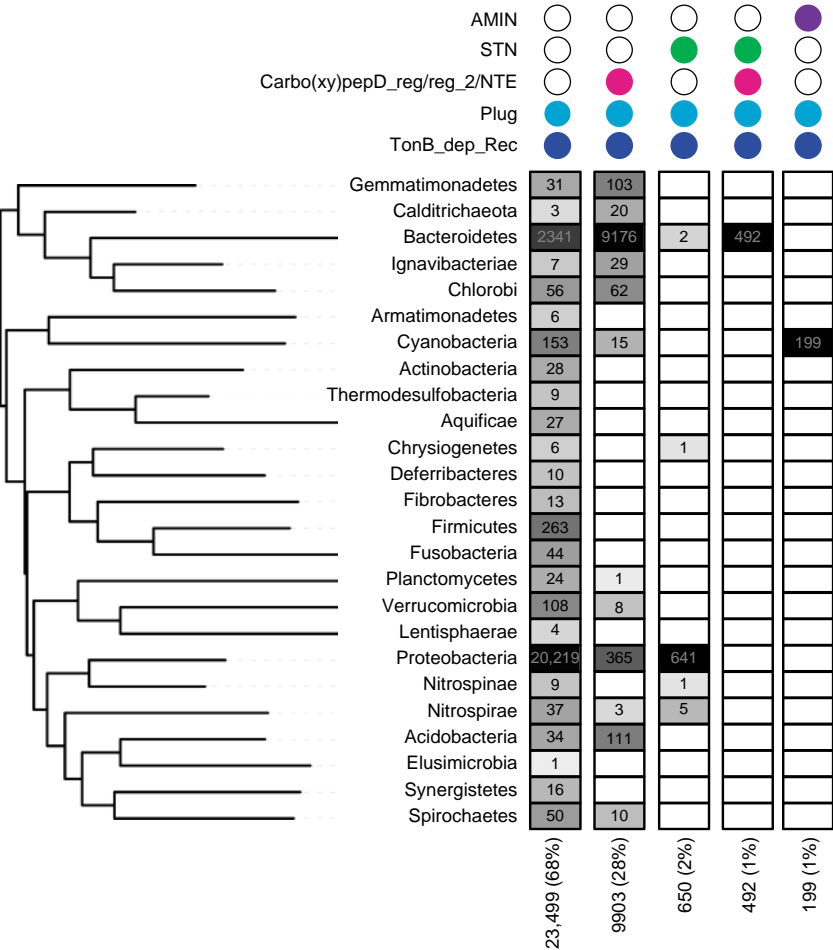 AMIN
STN
Carbo(xy)pepD_reg/reg_2/NTE
Plug
TonB_dep_Rec
Gemmatimonadetes 31 103
Calditrichaeota 3 20
Bacteroidetes 2341 9176 2 492
Ignavibacteriae 7 29
Chlorobi 56 62
Armatimonadetes 6
Cyanobacteria 153 15 199
Actinobacteria 28
Thermodesulfobacteria 9
Aquificae 27
Chrysiogenetes 6 1
Deferribacteres 10
Fibrobacteres 13
Firmicutes 263
Fusobacteria 44
Planctomycetes 24 1
Verrucomicrobia 108 8
Lentisphaerae 4
Proteobacteria 20,219 365 641
Nitrospinae 9 1
Nitrospirae 37 3 5
Acidobacteria 34 111
Elusimicrobia 1
Synergistetes 16
Spirochaetes 50 10
23,499 (68%)
9903 (28%)
650 (2%)
492 (1%)
199 (1%)